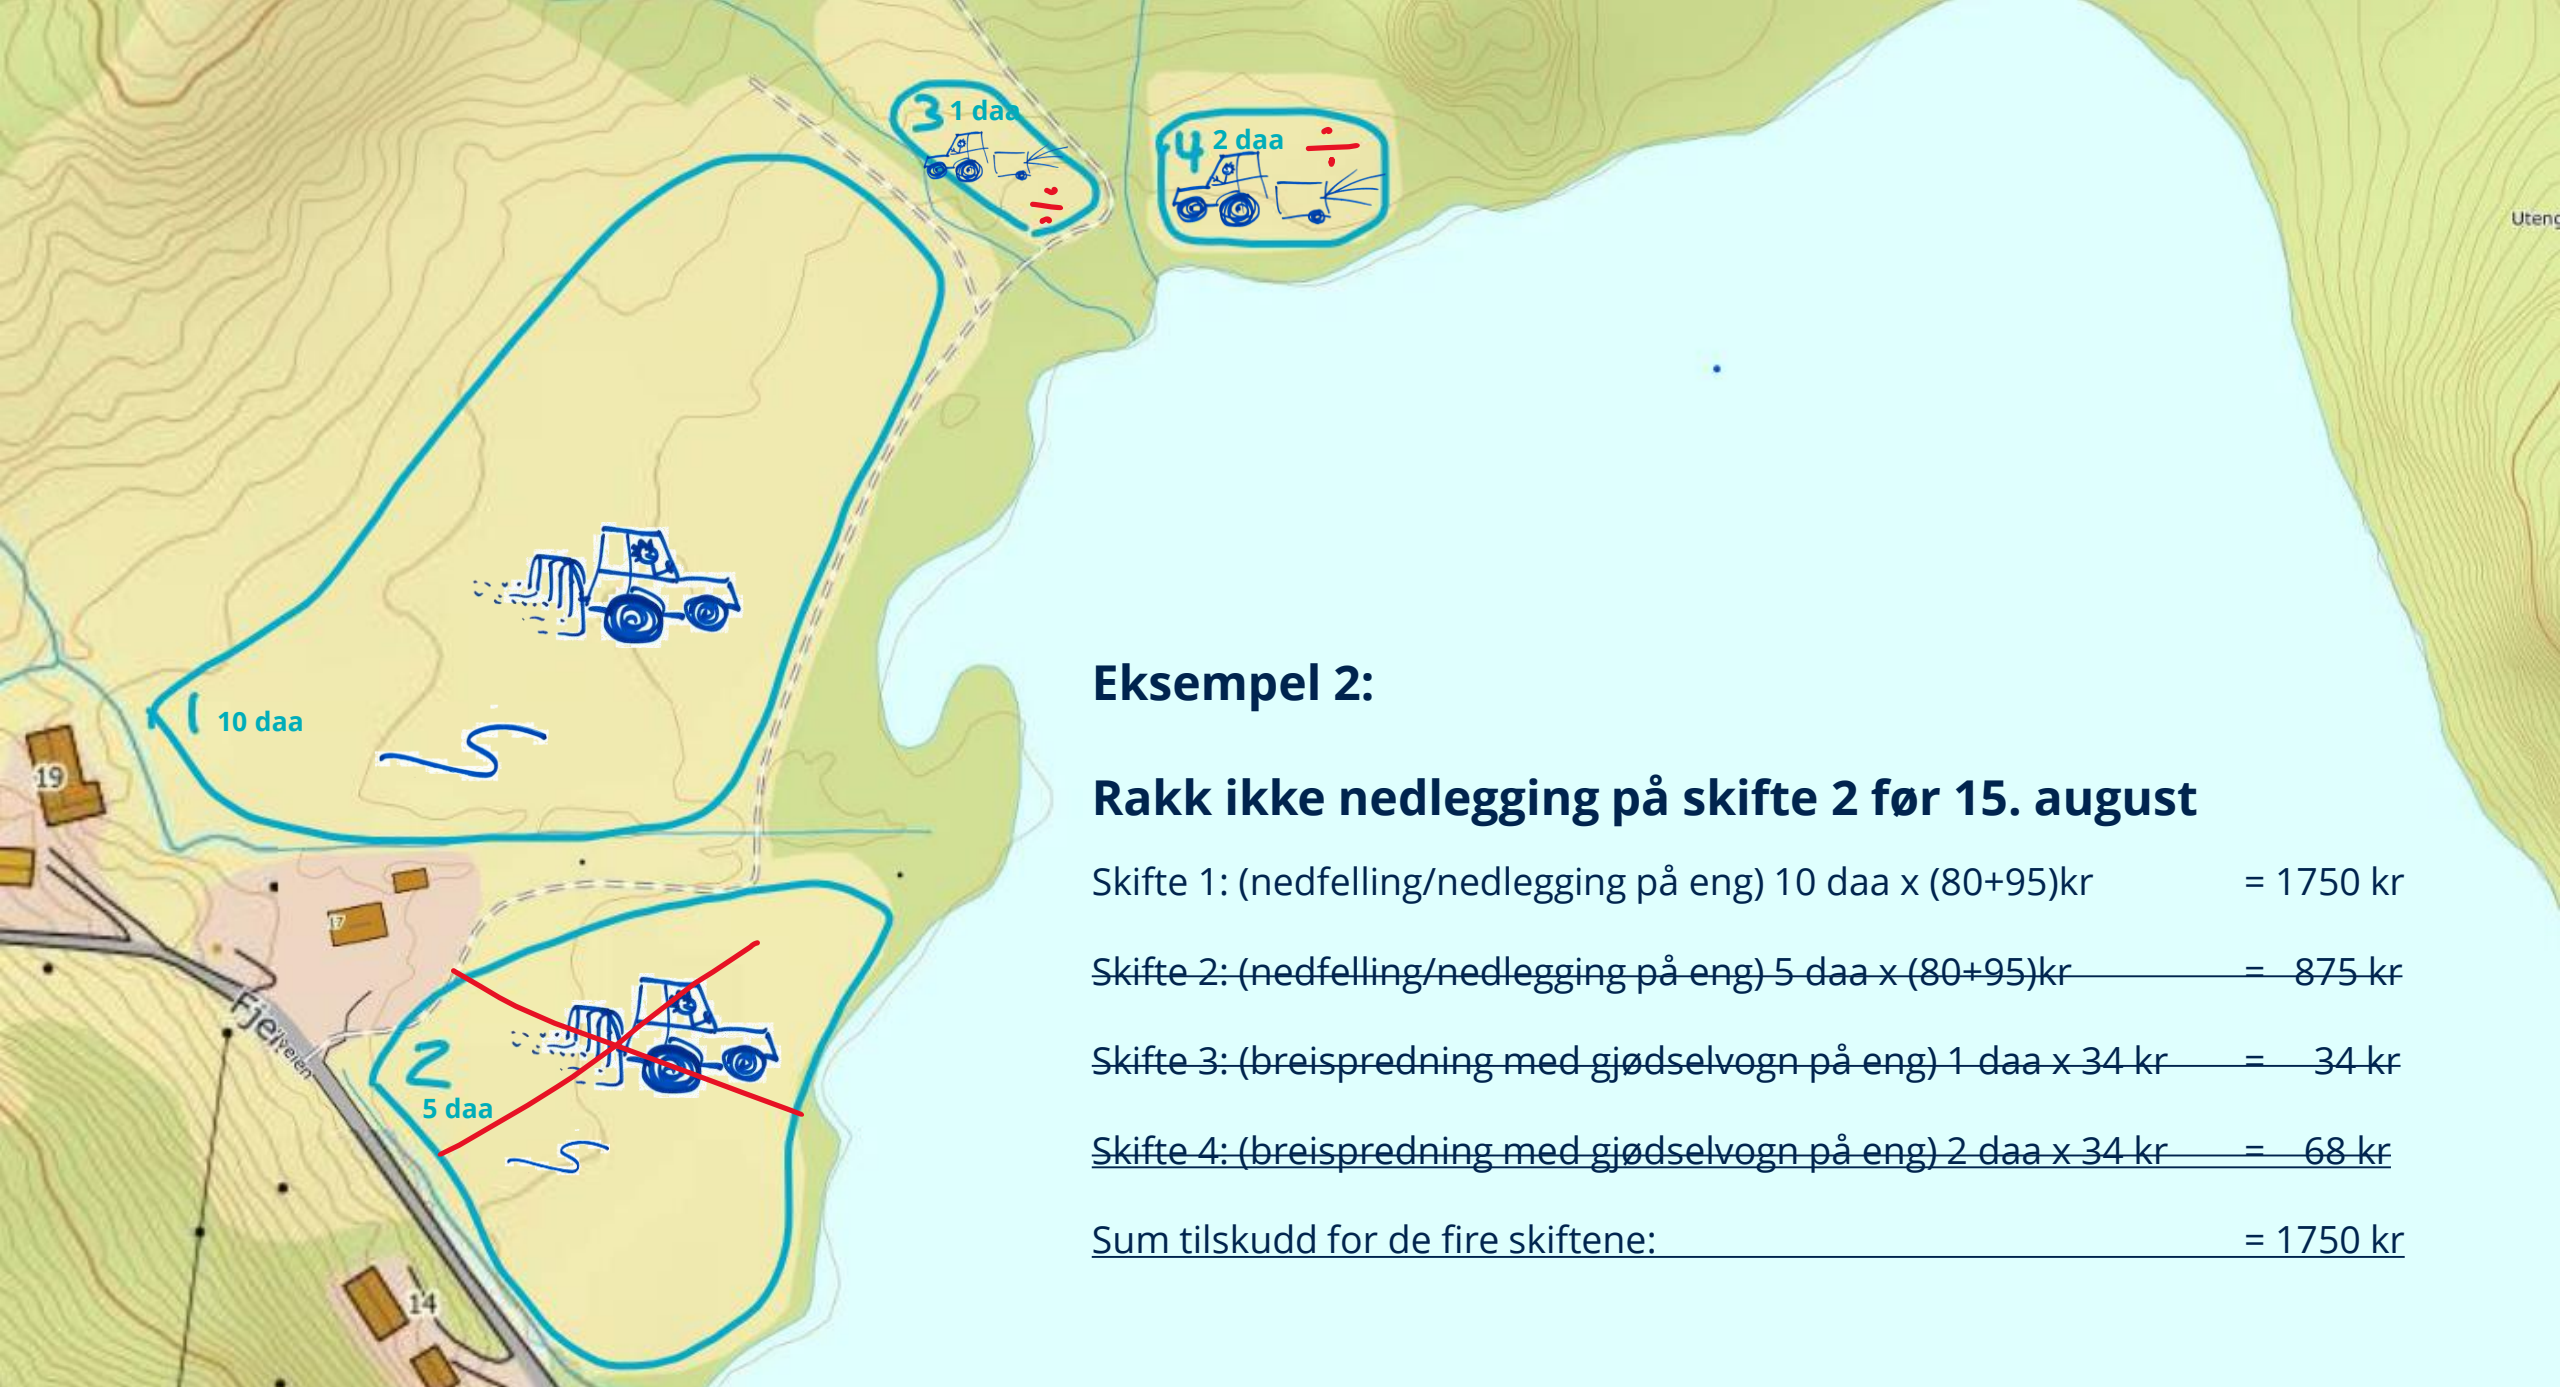 3 1 daa
4 2 daa
Uteng
1 10 daa
19
17
Fjellveien
2
5 daa
14
Eksempel 2:
Rakk ikke nedlegging på skifte 2 før 15. august
Skifte 1: (nedfelling/nedlegging på eng) 10 daa x (80+95)kr = 1750 kr
Skifte 2: (nedfelling/nedlegging på eng) 5 daa x (80+95)kr = 875 kr
Skifte 3: (breispredning med gjødselvogn på eng) 1 daa x 34 kr = 34 kr
Skifte 4: (breispredning med gjødselvogn på eng) 2 daa x 34 kr = 68 kr
Sum tilskudd for de fire skiftene: = 1750 kr